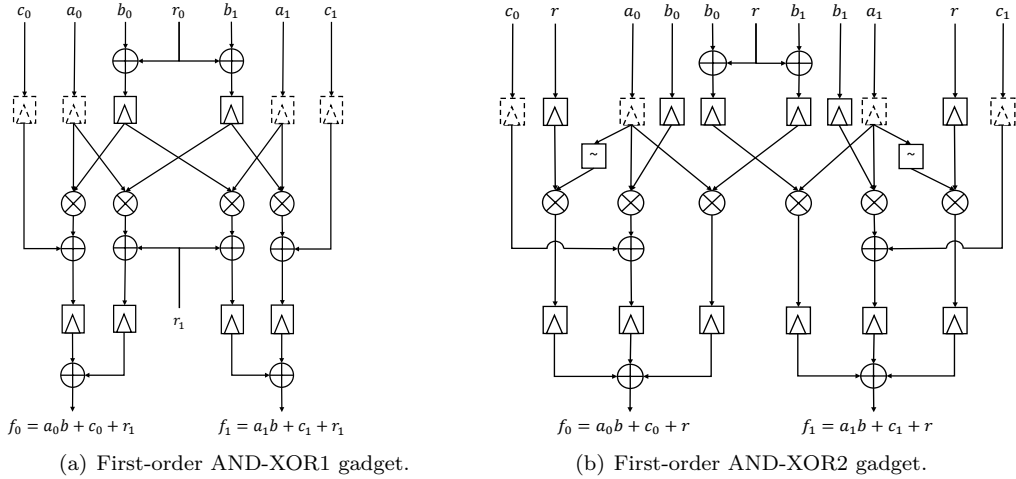 c₀ a₀ b₀ r₀ b₁ a₁ c₁
r₁
f₀ = a₀b + c₀ + r₁ f₁ = a₁b + c₁ + r₁
(a) First-order AND-XOR1 gadget.
c₀ r a₀ b₀ b₀ r b₁ b₁ a₁ r c₁
~ ~
f₀ = a₀b + c₀ + r f₁ = a₁b + c₁ + r
(b) First-order AND-XOR2 gadget.